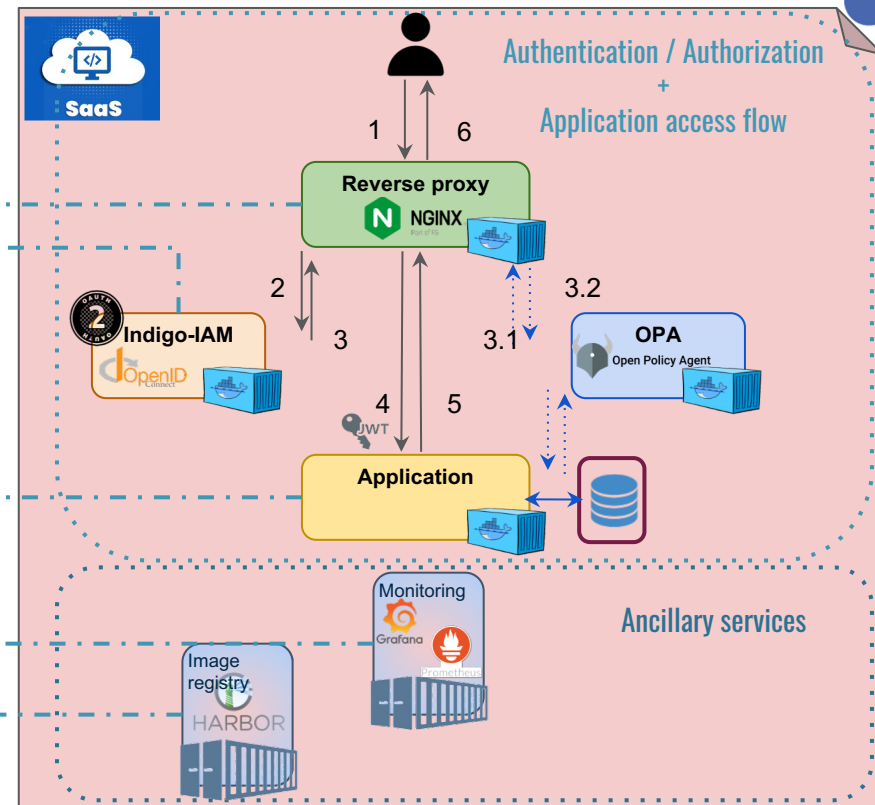 </>
SaaS
Authentication / Authorization
+
Application access flow
1
6
Reverse proxy
N
NGINX
2
3
3.1
3.2
OAUTH
2
OAUTH
Indigo-IAM
OpenID
Connect
OPA
Open Policy Agent
4
5
JWT
Application
Monitoring
Grafana
Prometheus
Ancillary services
Image
registry
HARBOR